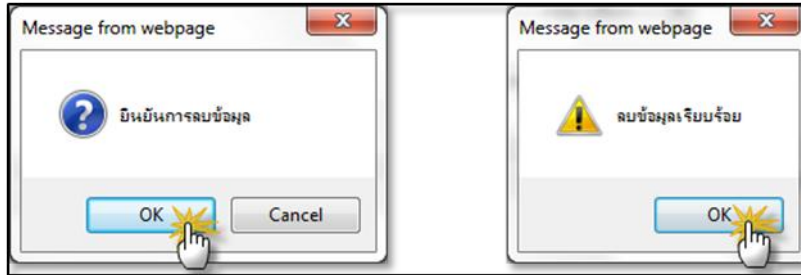 Message from webpage
ยืนยันการลบข้อมูล
OK
Cancel
Message from webpage
ลบข้อมูลเรียบร้อย
OK